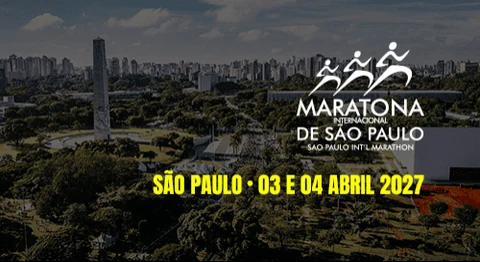 MARATONA
INTERNACIONAL
DE SÃO PAULO
SAO PAULO INT'L MARATHON
SÃO PAULO • 03 E 04 ABRIL 2027